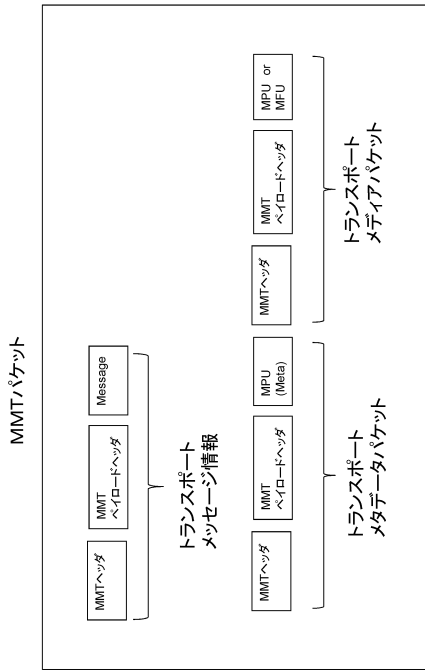 MMTパケット
MMTヘッダ
MMT
ペイロードヘッダ
Message
トランスポート
メッセージ情報
MMTヘッダ
MMT
ペイロードヘッダ
MPU
(Meta)
トランスポート
メタデータパケット
MMTヘッダ
MMT
ペイロードヘッダ
MPU or
MFU
トランスポート
メディアパケット